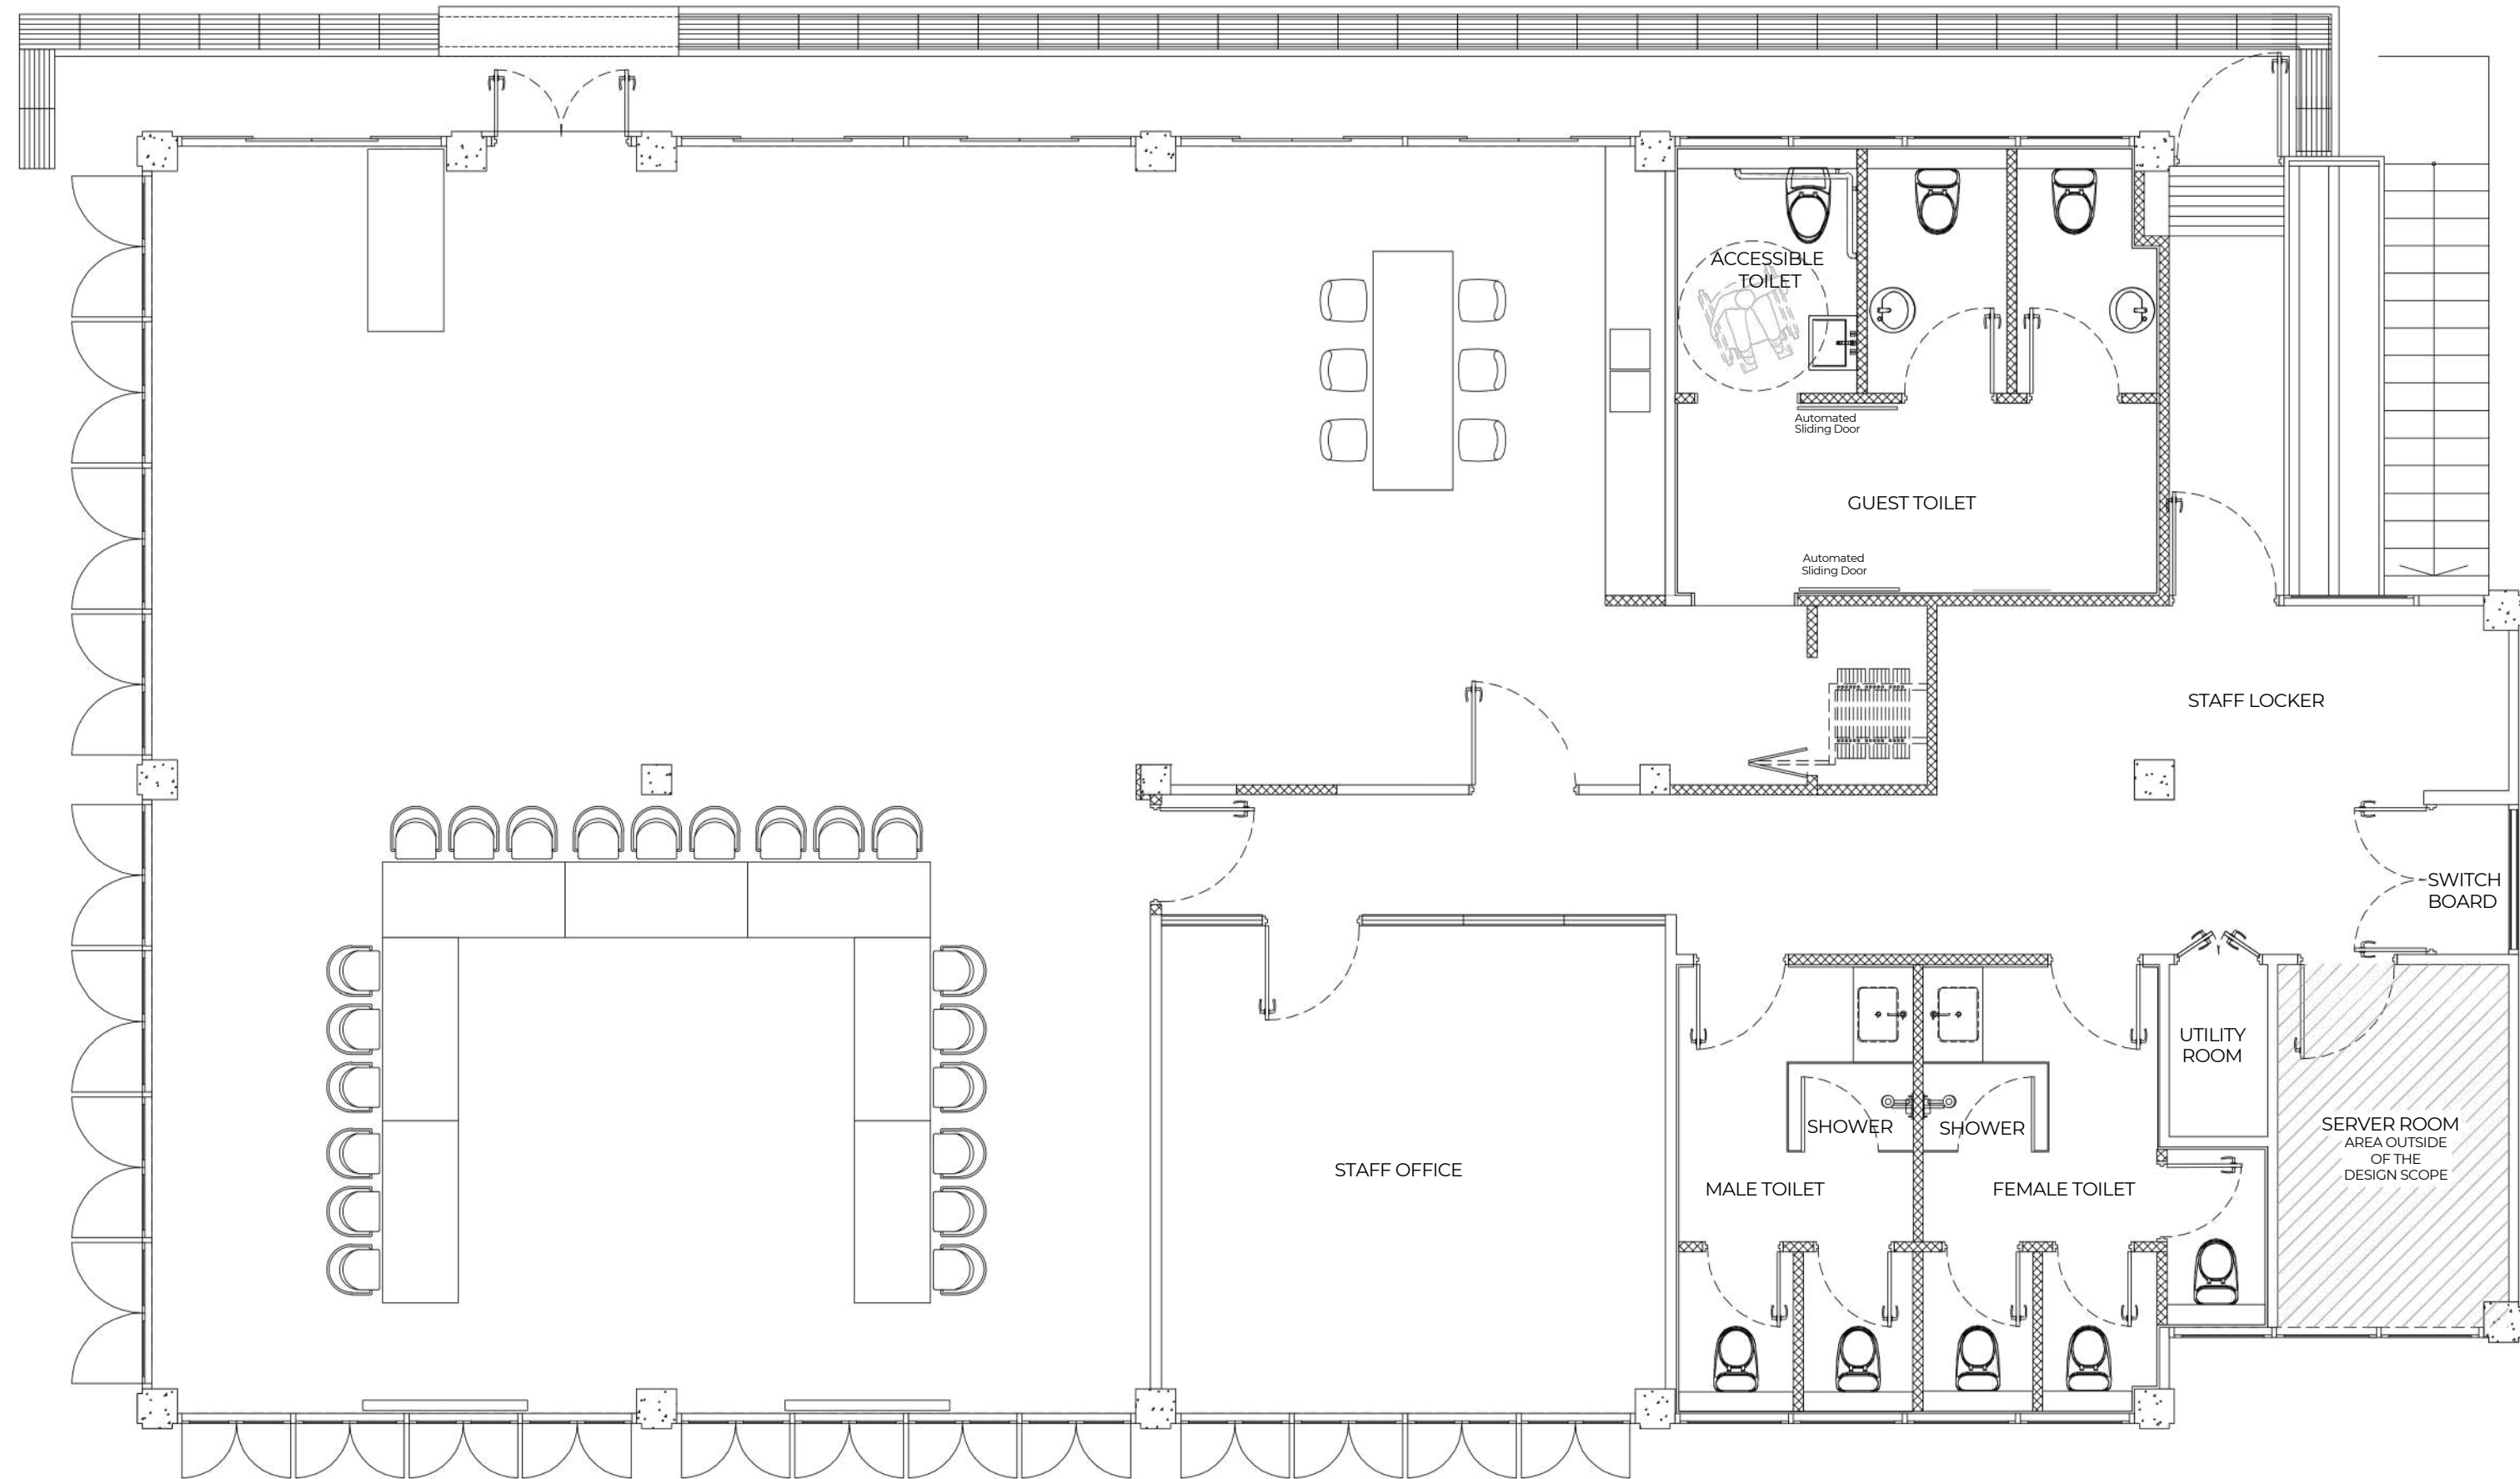 ACCESSIBLE
TOILET
Automated
Sliding Door
GUEST TOILET
Automated
Sliding Door
STAFF LOCKER
SWITCH
BOARD
UTILITY
ROOM
SHOWER
SHOWER
SERVER ROOM
AREA OUTSIDE
OF THE
DESIGN SCOPE
STAFF OFFICE
MALE TOILET
FEMALE TOILET